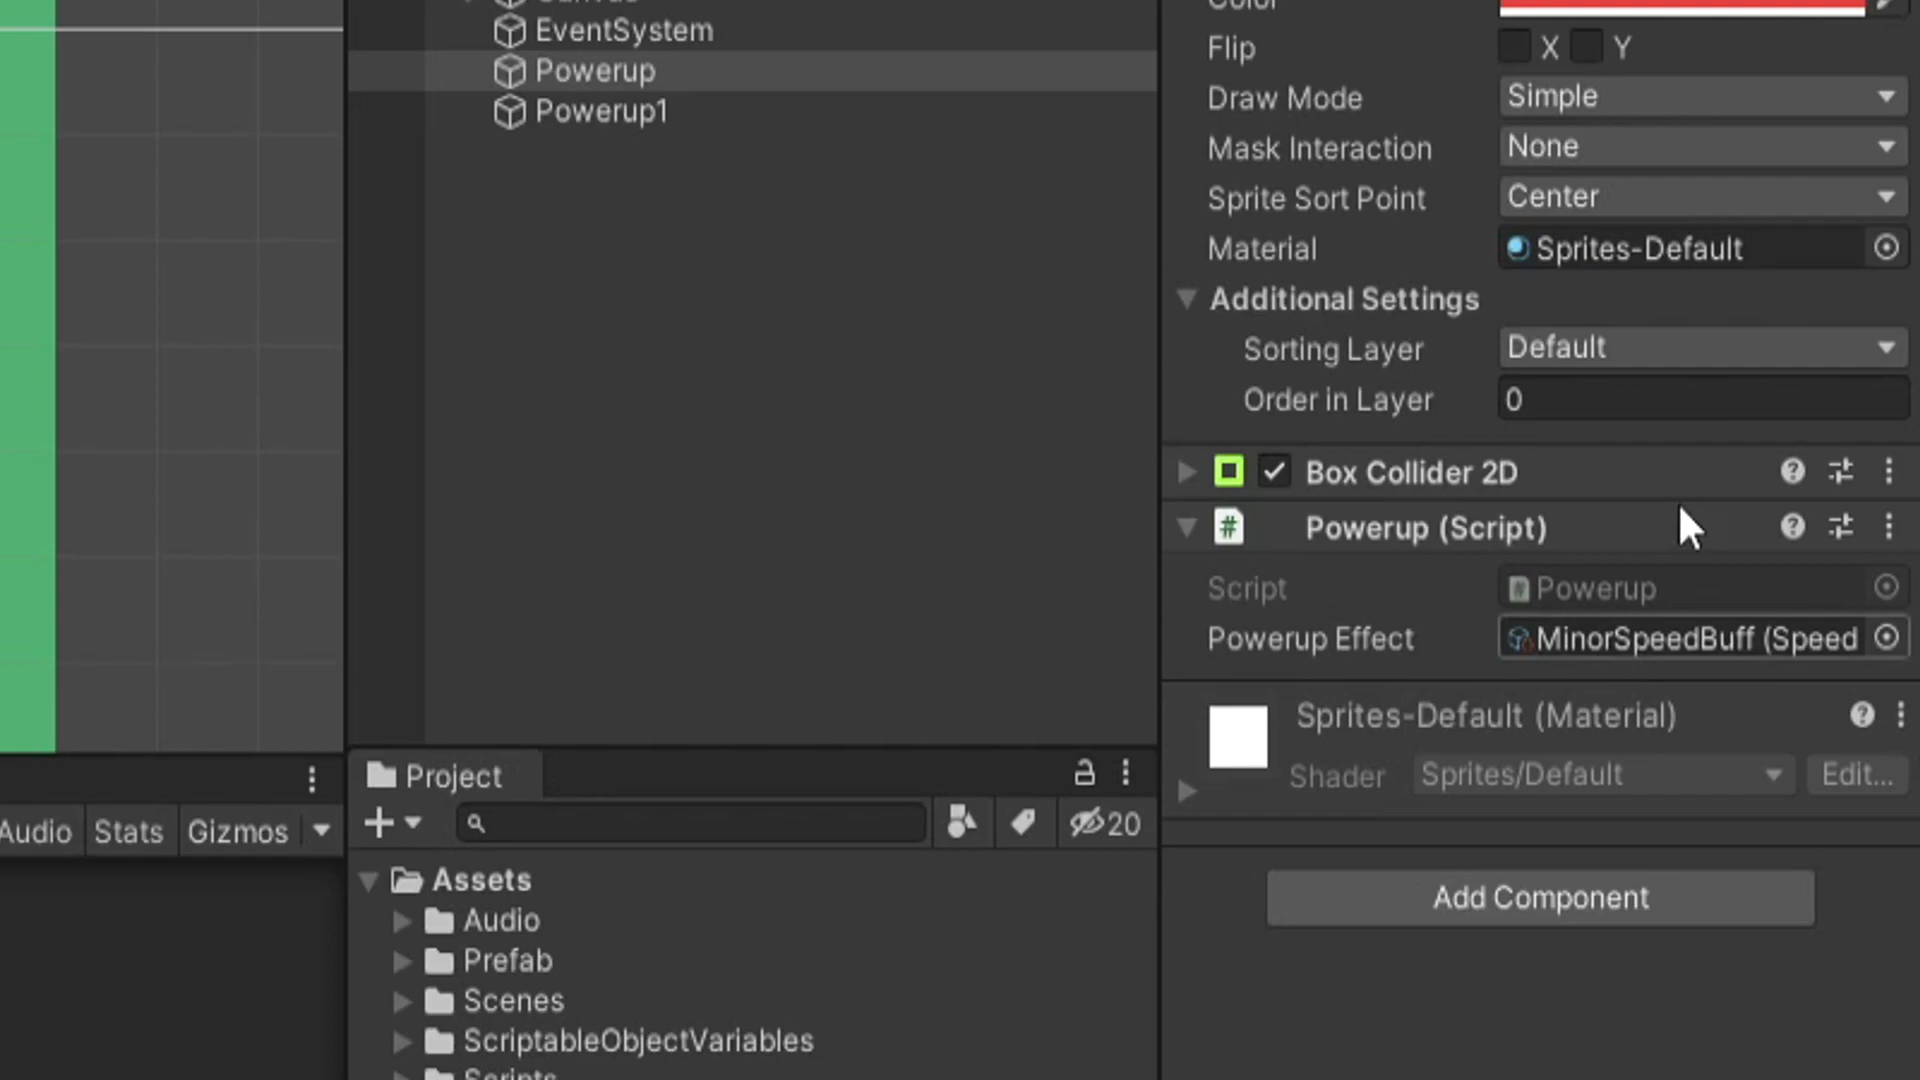 EventSystem
Powerup
Powerup1
Project
20
Assets
Audio
Prefab
Scenes
ScriptableObjectVariables
Scripts
Audio
Stats
Gizmos
Color
Flip
X
Y
Draw Mode
Simple
Mask Interaction
None
Sprite Sort Point
Center
Material
Sprites-Default
Additional Settings
Sorting Layer
Default
Order in Layer
0
Box Collider 2D
# Powerup (Script)
Script
# Powerup
Powerup Effect
MinorSpeedBuff (Speed
Sprites-Default (Material)
Shader
Sprites/Default
Edit...
Add Component